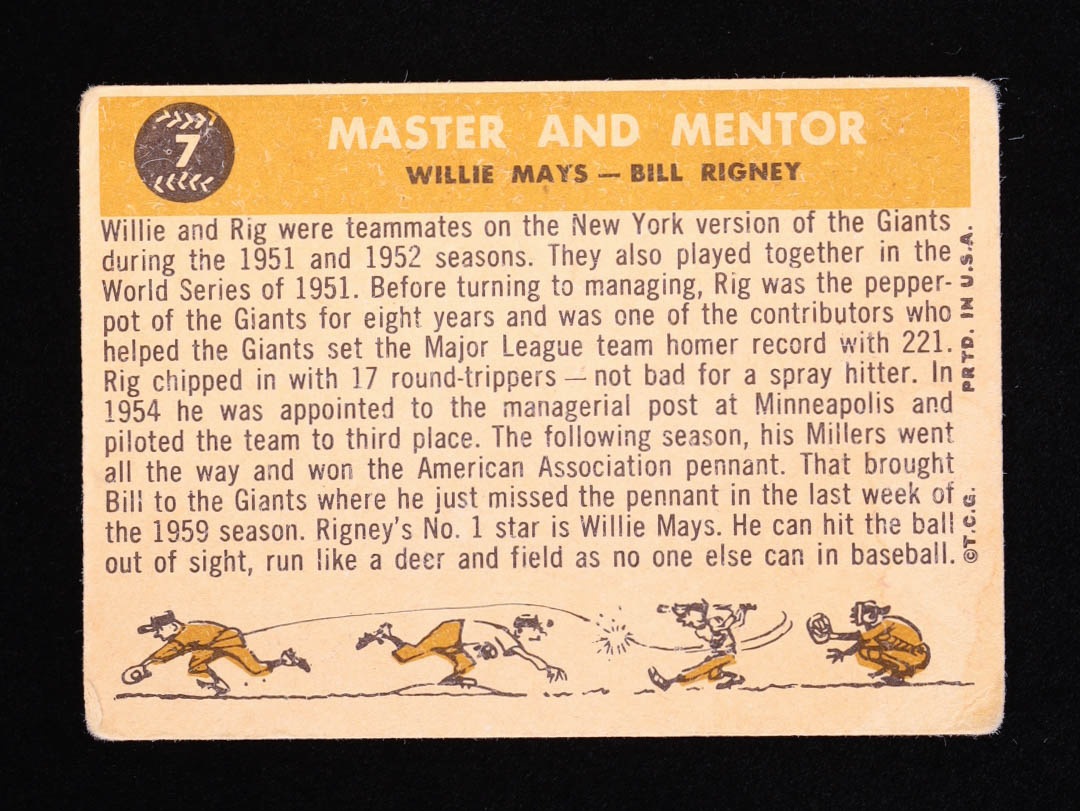 7
MASTER AND MENTOR
WILLIE MAYS — BILL RIGNEY
Willie and Rig were teammates on the New York version of the Giants
during the 1951 and 1952 seasons. They also played together in the
World Series of 1951. Before turning to managing, Rig was the pepper-
pot of the Giants for eight years and was one of the contributors who
helped the Giants set the Major League team homer record with 221.
Rig chipped in with 17 round-trippers — not bad for a spray hitter. In
1954 he was appointed to the managerial post at Minneapolis and
piloted the team to third place. The following season, his Millers went
all the way and won the American Association pennant. That brought
Bill to the Giants where he just missed the pennant in the last week of
the 1959 season. Rigney's No. 1 star is Willie Mays. He can hit the ball
out of sight, run like a deer and field as no one else can in baseball.
©T.C.G.
PRTD. IN U.S.A.